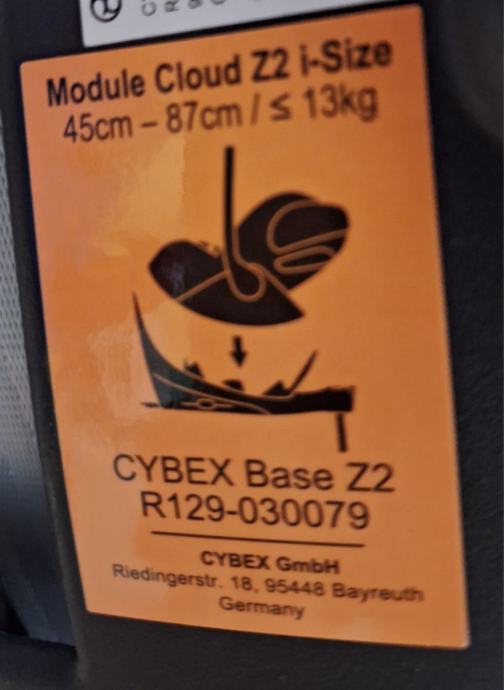 Module Cloud Z2 i-Size
45cm – 87cm / ≤ 13kg
CYBEX Base Z2
R129-030079
CYBEX GmbH
Riedingerstr. 18, 95448 Bayreuth
Germany